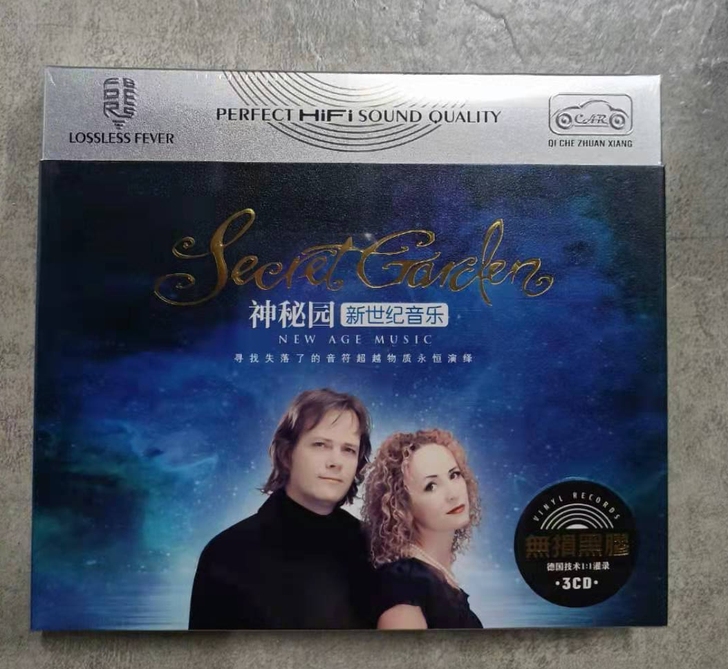 LOSSLESS FEVER
PERFECT HiFi SOUND QUALITY
CAR
QI CHE ZHUAN XIANG
Secret Garden
神秘园 新世纪音乐
NEW AGE MUSIC
寻找失落了的音符超越物质永恒演绎
VINYL RECORDS
無損黑膠
德国技术1:1灌录
·3CD·